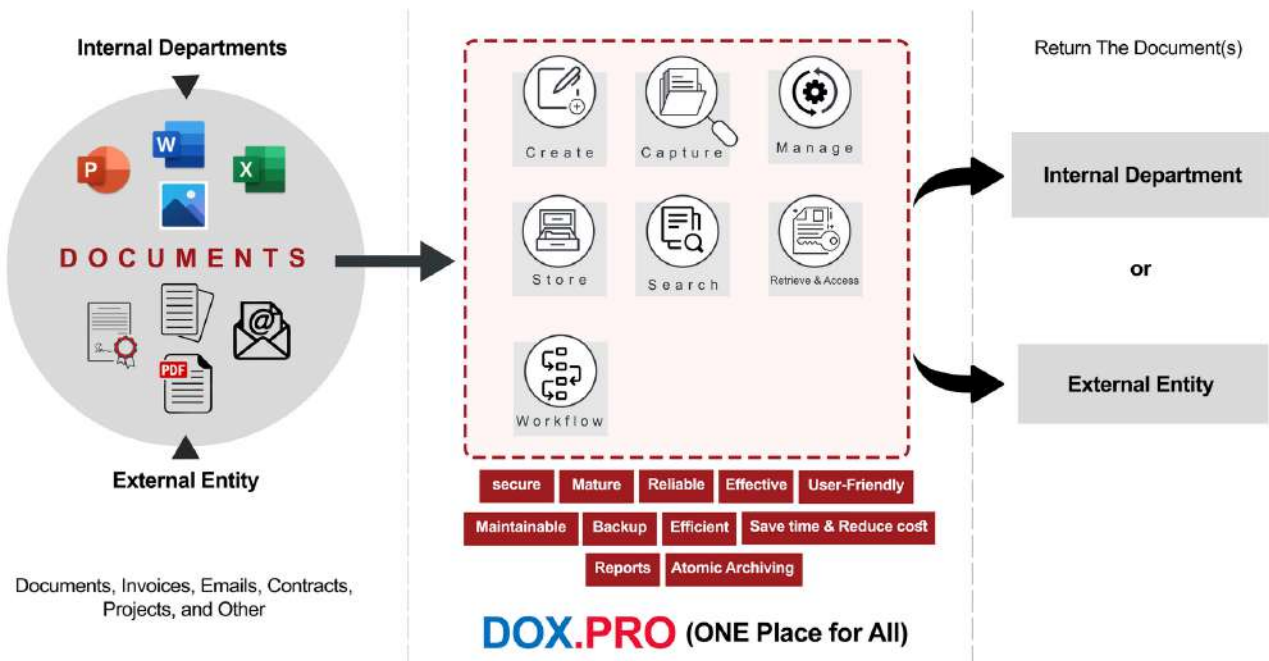 Internal Departments
P
W
X
DOCUMENTS
@
PDF
External Entity
Documents, Invoices, Emails, Contracts,
Projects, and Other
Create
Capture
Manage
Store
Search
Retrieve & Access
Workflow
secure
Mature
Reliable
Effective
User-Friendly
Maintainable
Backup
Efficient
Save time & Reduce cost
Reports
Atomic Archiving
DOX.PRO (ONE Place for All)
Return The Document(s)
Internal Department
or
External Entity